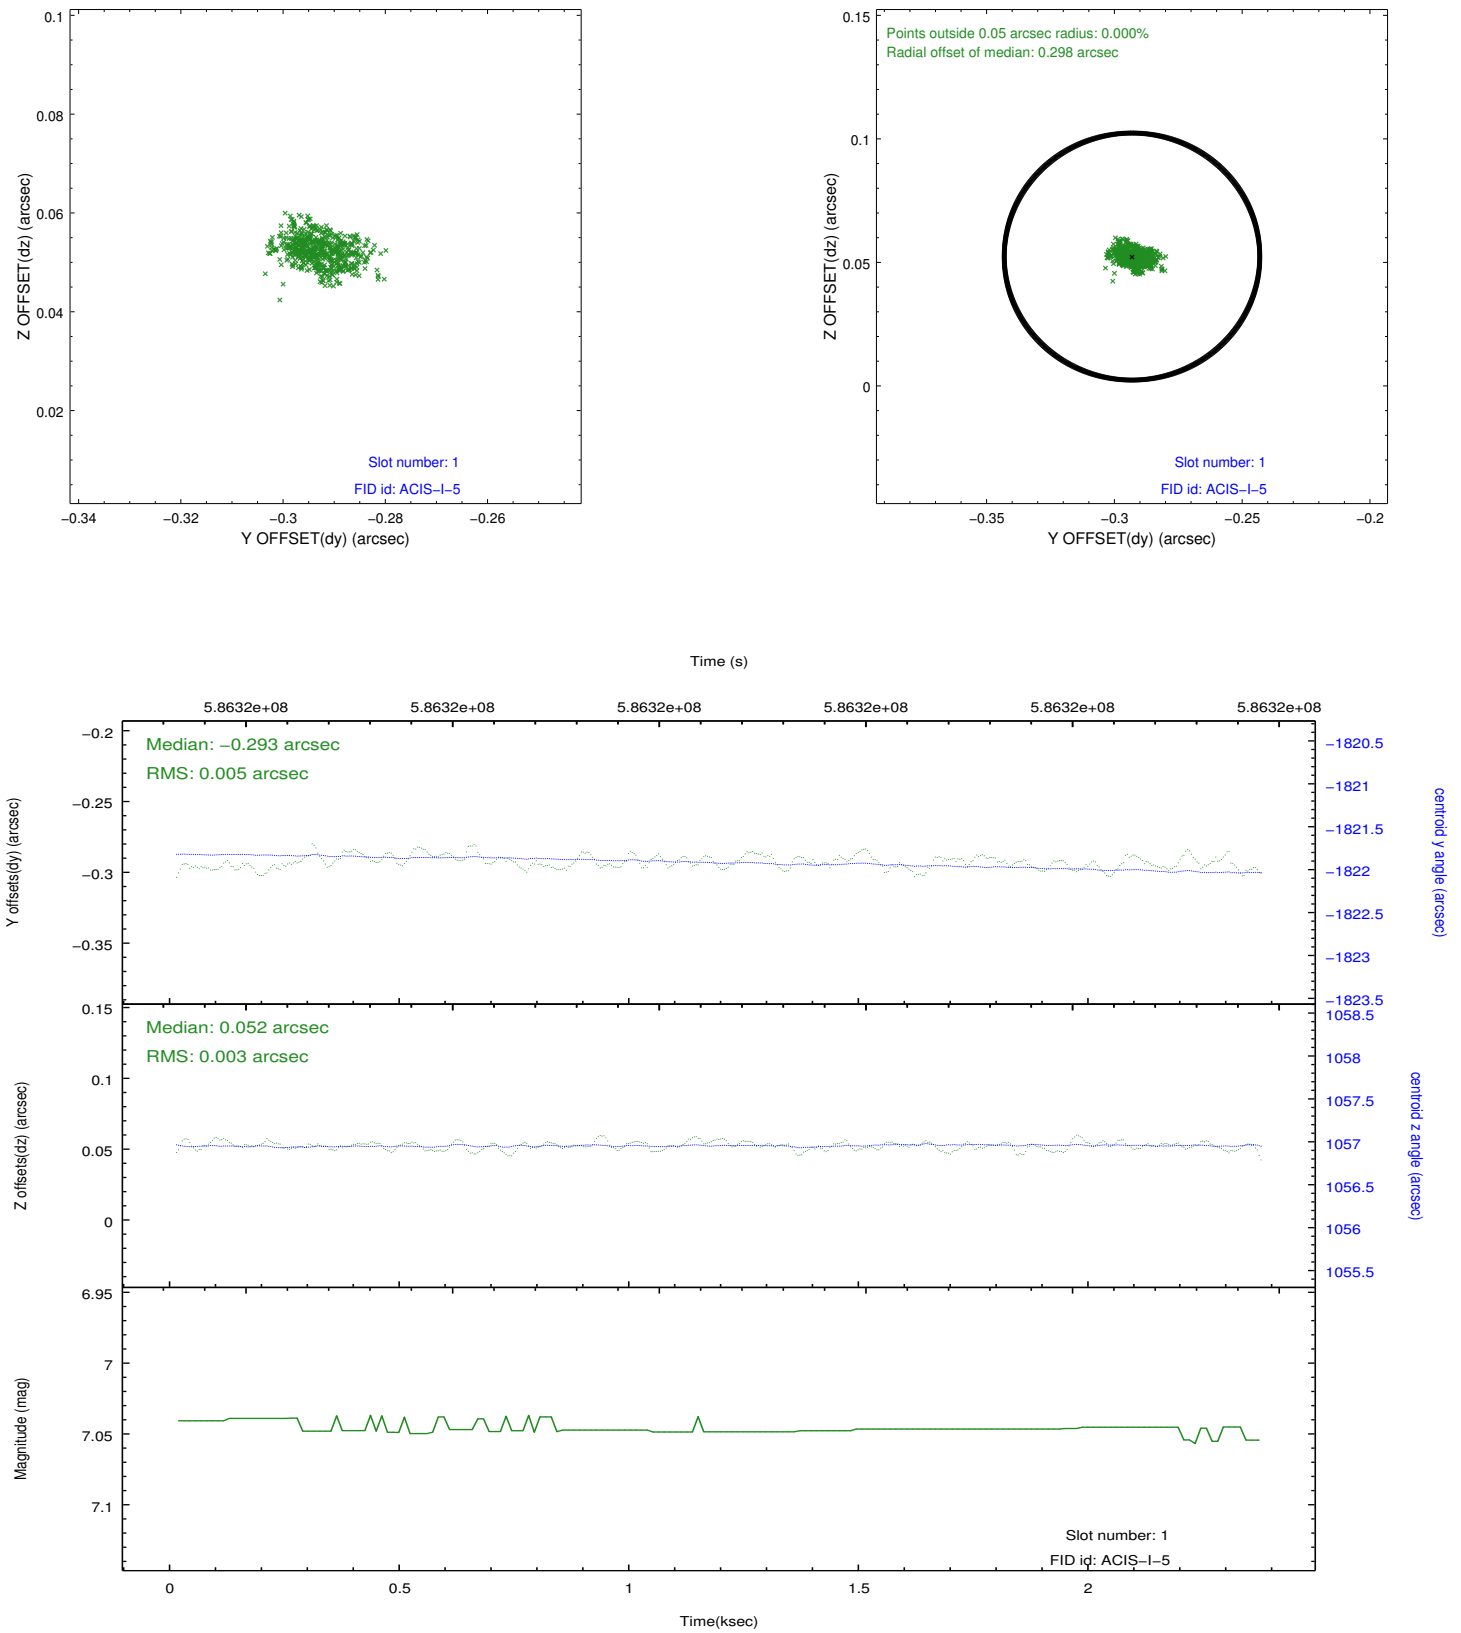 0.1
0.08
0.06
0.04
0.02
Z OFFSET(dz) (arcsec)
Slot number: 1
FID id: ACIS−I−5
−0.34 −0.32 −0.3 −0.28 −0.26
Y OFFSET(dy) (arcsec)
0.15
0.1
0.05
0
Z OFFSET(dz) (arcsec)
Points outside 0.05 arcsec radius: 0.000%
Radial offset of median: 0.298 arcsec
Slot number: 1
FID id: ACIS−I−5
−0.35 −0.3 −0.25 −0.2
Y OFFSET(dy) (arcsec)
Time (s)
5.8632e+08 5.8632e+08 5.8632e+08 5.8632e+08 5.8632e+08 5.8632e+08
−0.2
−0.25
−0.3
−0.35
Y offsets(dy) (arcsec)
Median: −0.293 arcsec
RMS: 0.005 arcsec
−1820.5
−1821
−1821.5
−1822
−1822.5
−1823
−1823.5
centroid y angle (arcsec)
0.15
0.1
0.05
0
Z offsets(dz) (arcsec)
Median: 0.052 arcsec
RMS: 0.003 arcsec
1058.5
1058
1057.5
1057
1056.5
1056
1055.5
centroid z angle (arcsec)
6.95
7
7.05
7.1
Magnitude (mag)
Slot number: 1
FID id: ACIS−I−5
0 0.5 1 1.5 2
Time(ksec)